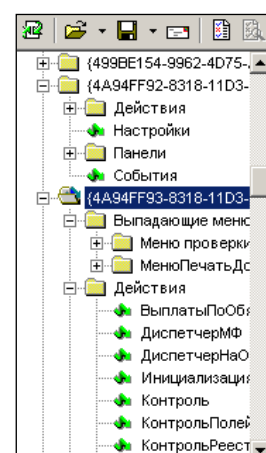 {499BE154-9962-4D75-
{4A94FF92-8318-11D3-
Действия
Настройки
Панели
События
{4A94FF93-8318-11D3-
Выпадающие меню
Меню проверки
МенюПечатьДо
Действия
ВыплатыПоОбя
ДиспетчерМФ
ДиспетчерНаО
Инициализация
Контроль
КонтрольПолей
КонтрольРеест